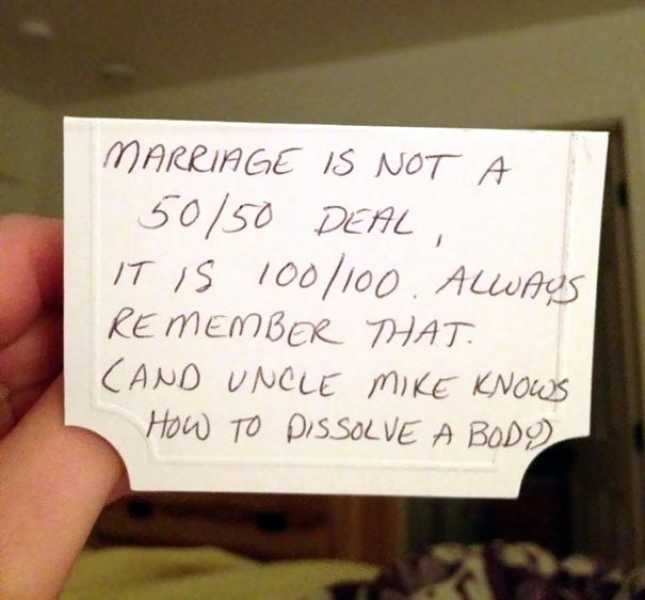 MARRIAGE IS NOT A
50/50 DEAL,
IT IS 100/100. ALWAYS
REMEMBER THAT.
(AND UNCLE MIKE KNOWS
HOW TO DISSOLVE A BODY)